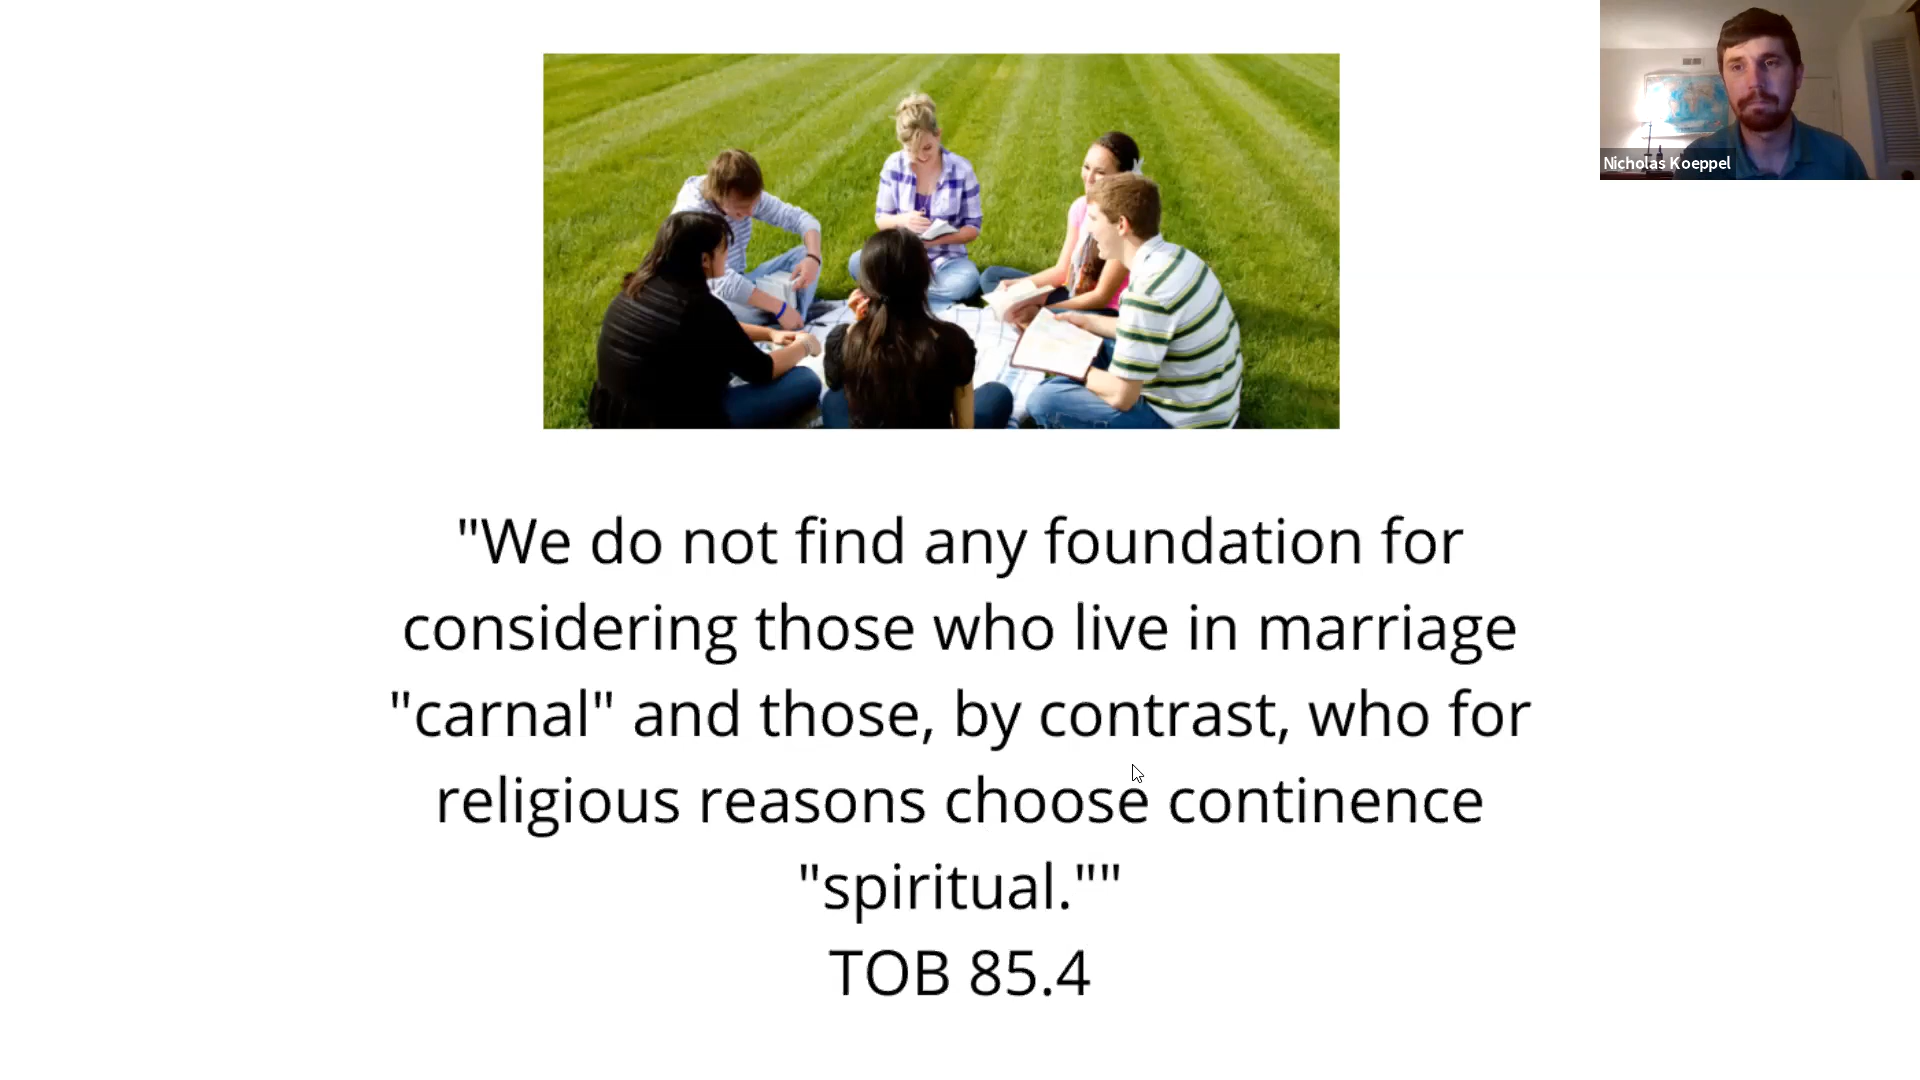 Nicholas Koeppel
"We do not find any foundation for
considering those who live in marriage
"carnal" and those, by contrast, who for
religious reasons choose continence
"spiritual.""
TOB 85.4